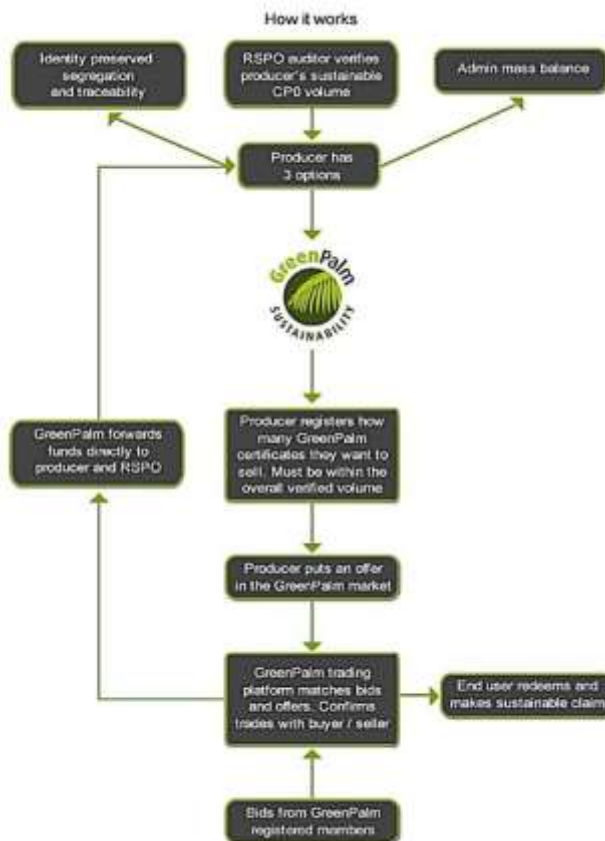 How it works
Identity preserved
segregation
and traceability
RSPO auditor verifies
producer's sustainable
CP0 volume
Admin mass balance
Producer has
3 options
GreenPalm
SUSTAINABILITY
Producer registers how
many GreenPalm
certificates they want to
sell. Must be within the
overall verified volume
GreenPalm forwards
funds directly to
producer and RSPO
Producer puts an offer
in the GreenPalm market
GreenPalm trading
platform matches bids
and offers. Confirms
trades with buyer / seller
End user redeems and
makes sustainable claim
Bids from GreenPalm
registered members